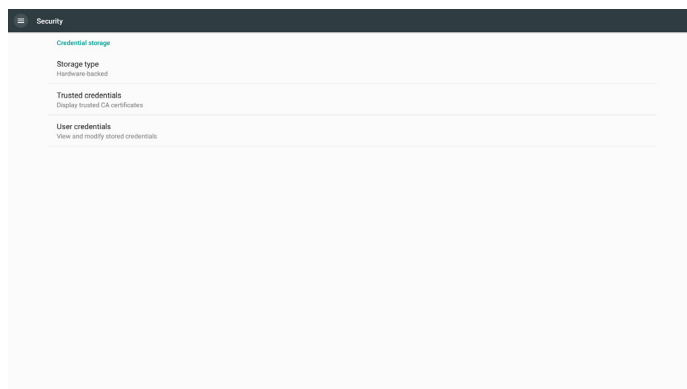 Security
Credential storage
Storage type
Hardware backed
Trusted credentials
Display trusted CA certificates
User credentials
View and modify stored credentials